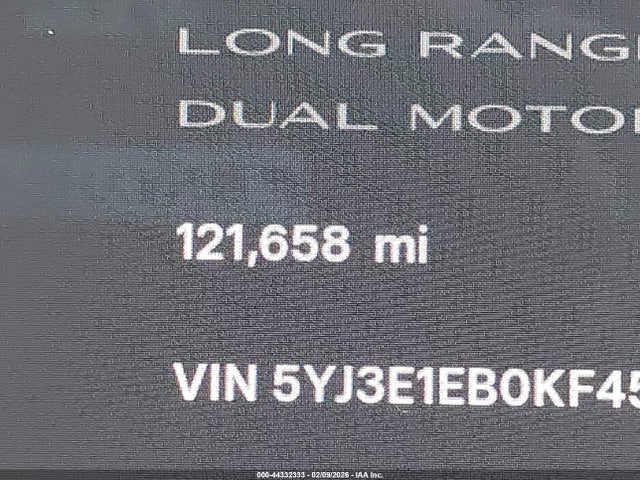 LONG RANG
DUAL MOTO
121,658 mi
VIN 5YJ3E1EB0KF45
000-44332333 - 02/09/2026 - IAA Inc.